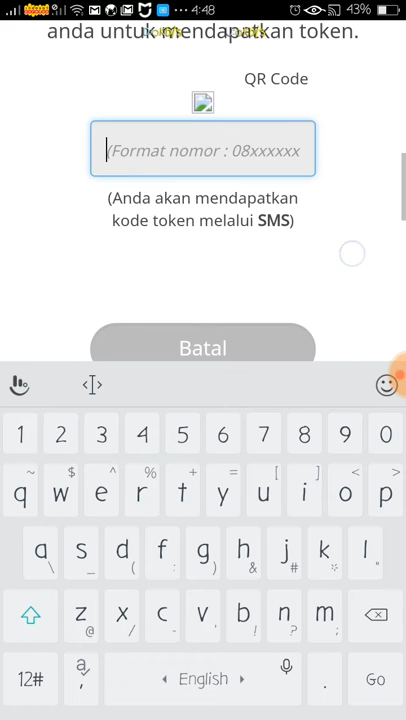 4:48
43%
anda untuk mendapatkan token.
QR Code
(Format nomor : 08xxxxxx
(Anda akan mendapatkan
kode token melalui SMS)
Batal
1 2 3 4 5 6 7 8 9 0
~ $ ^ % + = [ ] < >
q w e r t y u i o p
a s d f g h j k l
\ _ ( : ) & # * "
z x c v b n m
@ / - ' ! ? ;
12# a , English . Go